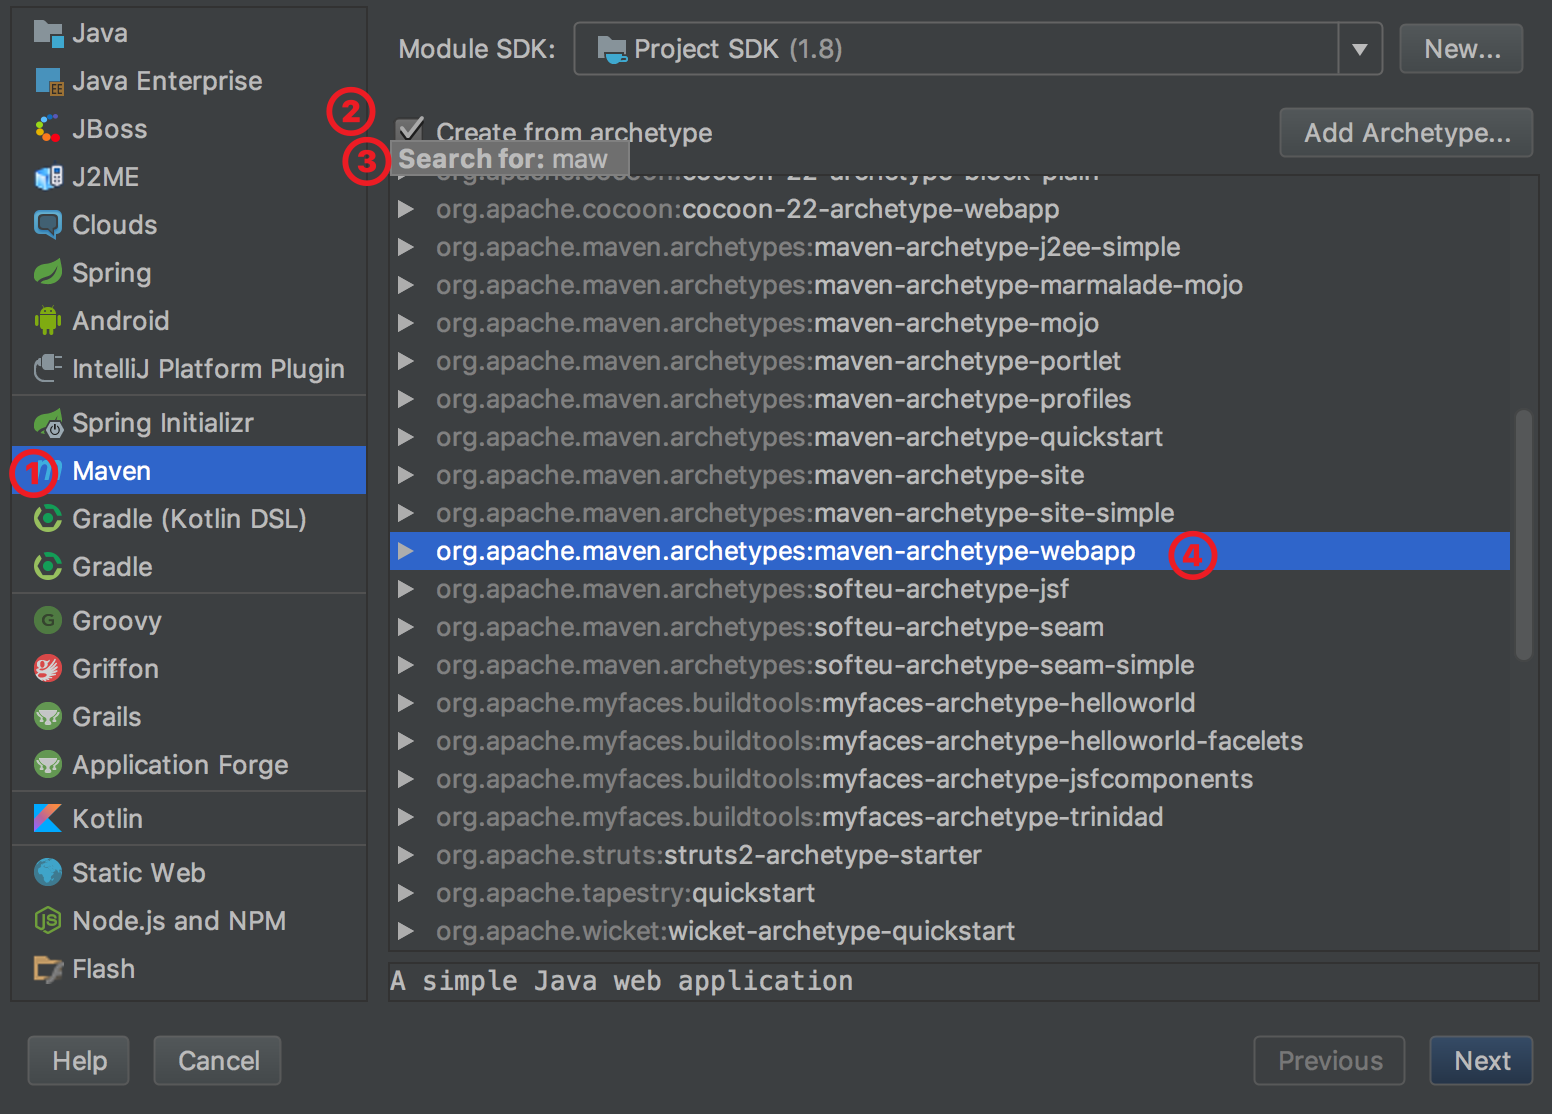 Java
Java Enterprise
JBoss
J2ME
Clouds
Spring
Android
IntelliJ Platform Plugin
Spring Initializr
1 Maven
Gradle (Kotlin DSL)
Gradle
Groovy
Griffon
Grails
Application Forge
Kotlin
Static Web
Node.js and NPM
Flash
Module SDK: Project SDK (1.8) New...
2 Create from archetype Add Archetype...
3 Search for: maw
org.apache.cocoon:cocoon-22-archetype-block-plain
org.apache.cocoon:cocoon-22-archetype-webapp
org.apache.maven.archetypes:maven-archetype-j2ee-simple
org.apache.maven.archetypes:maven-archetype-marmalade-mojo
org.apache.maven.archetypes:maven-archetype-mojo
org.apache.maven.archetypes:maven-archetype-portlet
org.apache.maven.archetypes:maven-archetype-profiles
org.apache.maven.archetypes:maven-archetype-quickstart
org.apache.maven.archetypes:maven-archetype-site
org.apache.maven.archetypes:maven-archetype-site-simple
org.apache.maven.archetypes:maven-archetype-webapp 4
org.apache.maven.archetypes:softeu-archetype-jsf
org.apache.maven.archetypes:softeu-archetype-seam
org.apache.maven.archetypes:softeu-archetype-seam-simple
org.apache.myfaces.buildtools:myfaces-archetype-helloworld
org.apache.myfaces.buildtools:myfaces-archetype-helloworld-facelets
org.apache.myfaces.buildtools:myfaces-archetype-jsfcomponents
org.apache.myfaces.buildtools:myfaces-archetype-trinidad
org.apache.struts:struts2-archetype-starter
org.apache.tapestry:quickstart
org.apache.wicket:wicket-archetype-quickstart
A simple Java web application
Help Cancel Previous Next